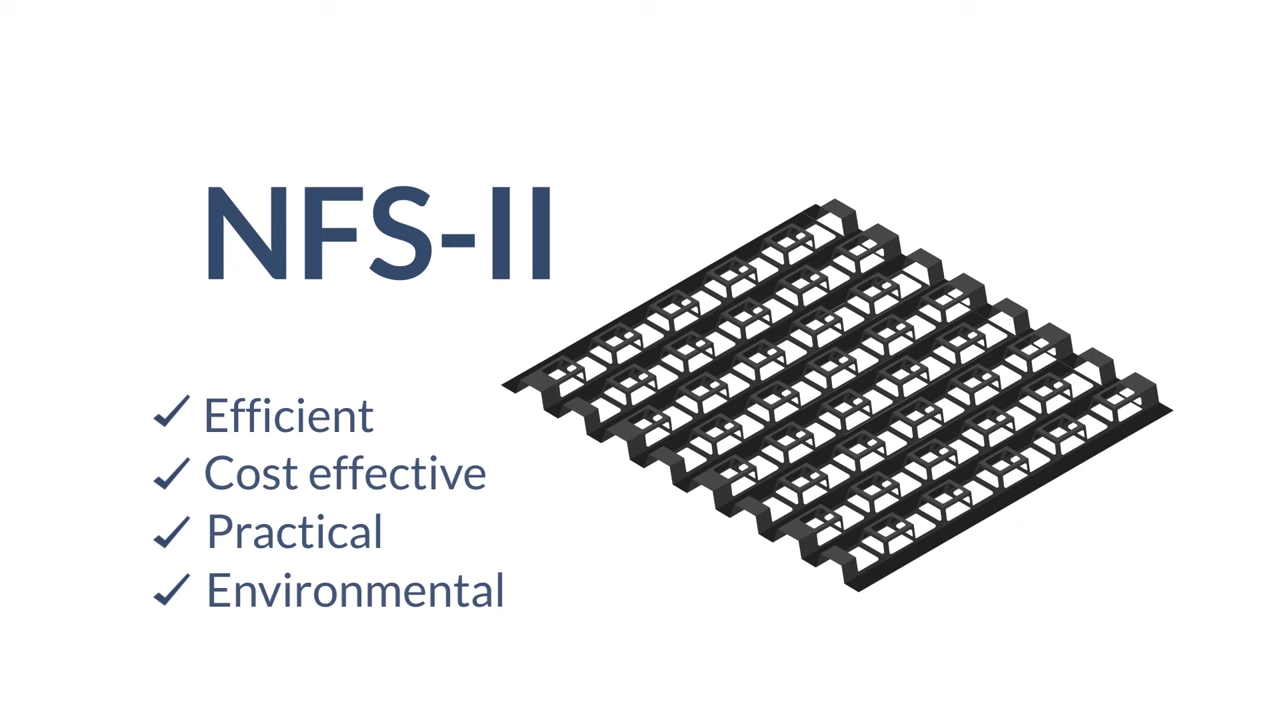 NFS-II
Efficient
Cost effective
Practical
Environmental